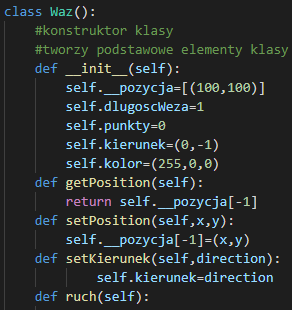 class Waz():
    #konstruktor klasy
    #tworzy podstawowe elementy klasy
    def __init__(self):
        self.__pozycja=[(100,100)]
        self.dlugoscWeza=1
        self.punkty=0
        self.kierunek=(0,-1)
        self.kolor=(255,0,0)
    def getPosition(self):
        return self.__pozycja[-1]
    def setPosition(self,x,y):
        self.__pozycja[-1]=(x,y)
    def setKierunek(self,direction):
            self.kierunek=direction
    def ruch(self):